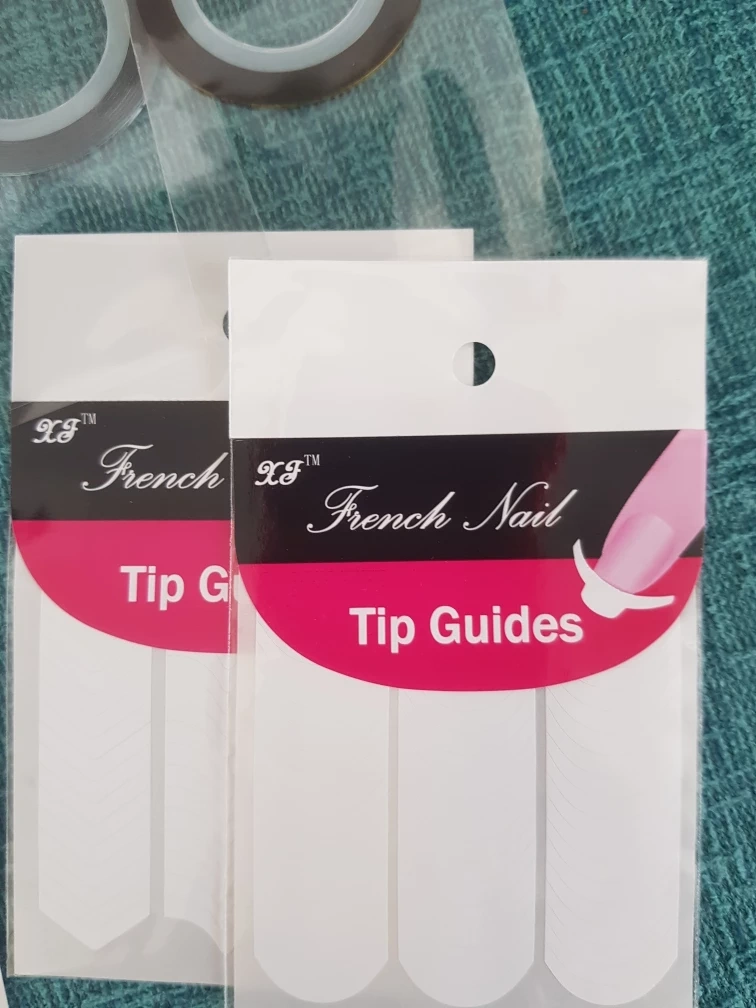 XF™
French
Tip G
XF™
French Nail
Tip Guides